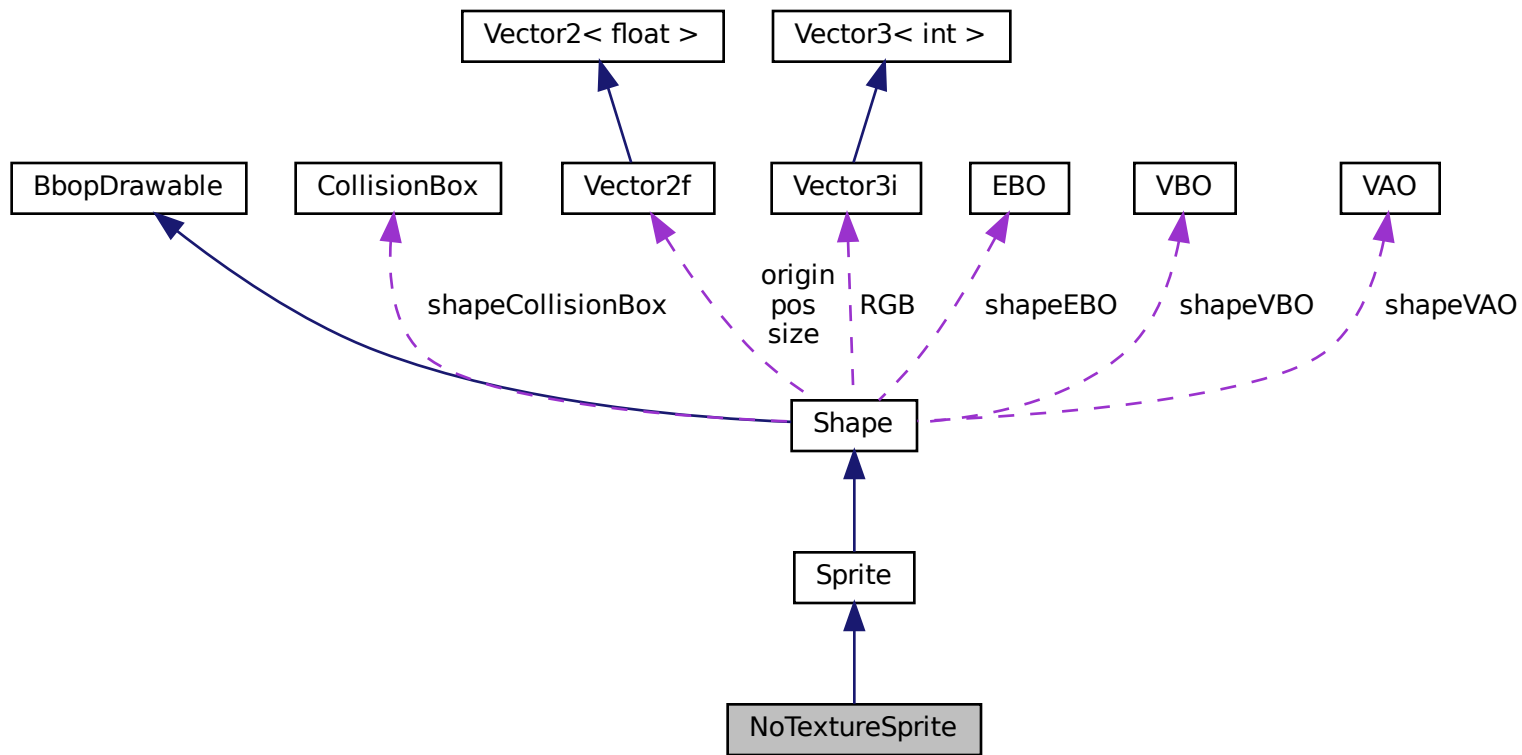 Vector2< float >
Vector3< int >
BbopDrawable
CollisionBox
Vector2f
Vector3i
EBO
VBO
VAO
shapeCollisionBox
origin
pos
size
RGB
shapeEBO
shapeVBO
shapeVAO
Shape
Sprite
NoTextureSprite